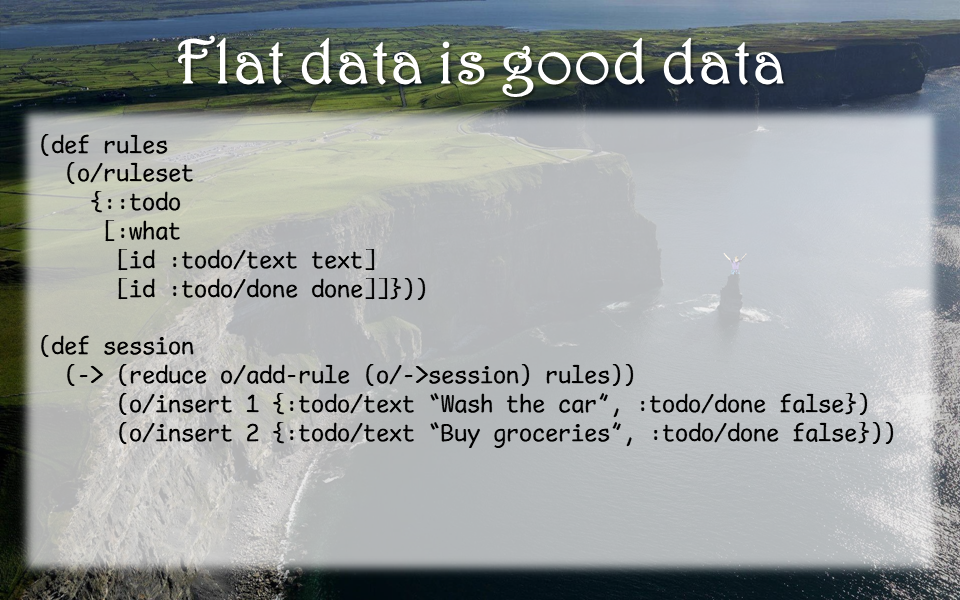 Flat data is good data
(def rules
  (o/ruleset
    {::todo
     [:what
      [id :todo/text text]
      [id :todo/done done]]}))

(def session
  (-> (reduce o/add-rule (o/->session) rules))
      (o/insert 1 {:todo/text “Wash the car”, :todo/done false})
      (o/insert 2 {:todo/text “Buy groceries”, :todo/done false}))